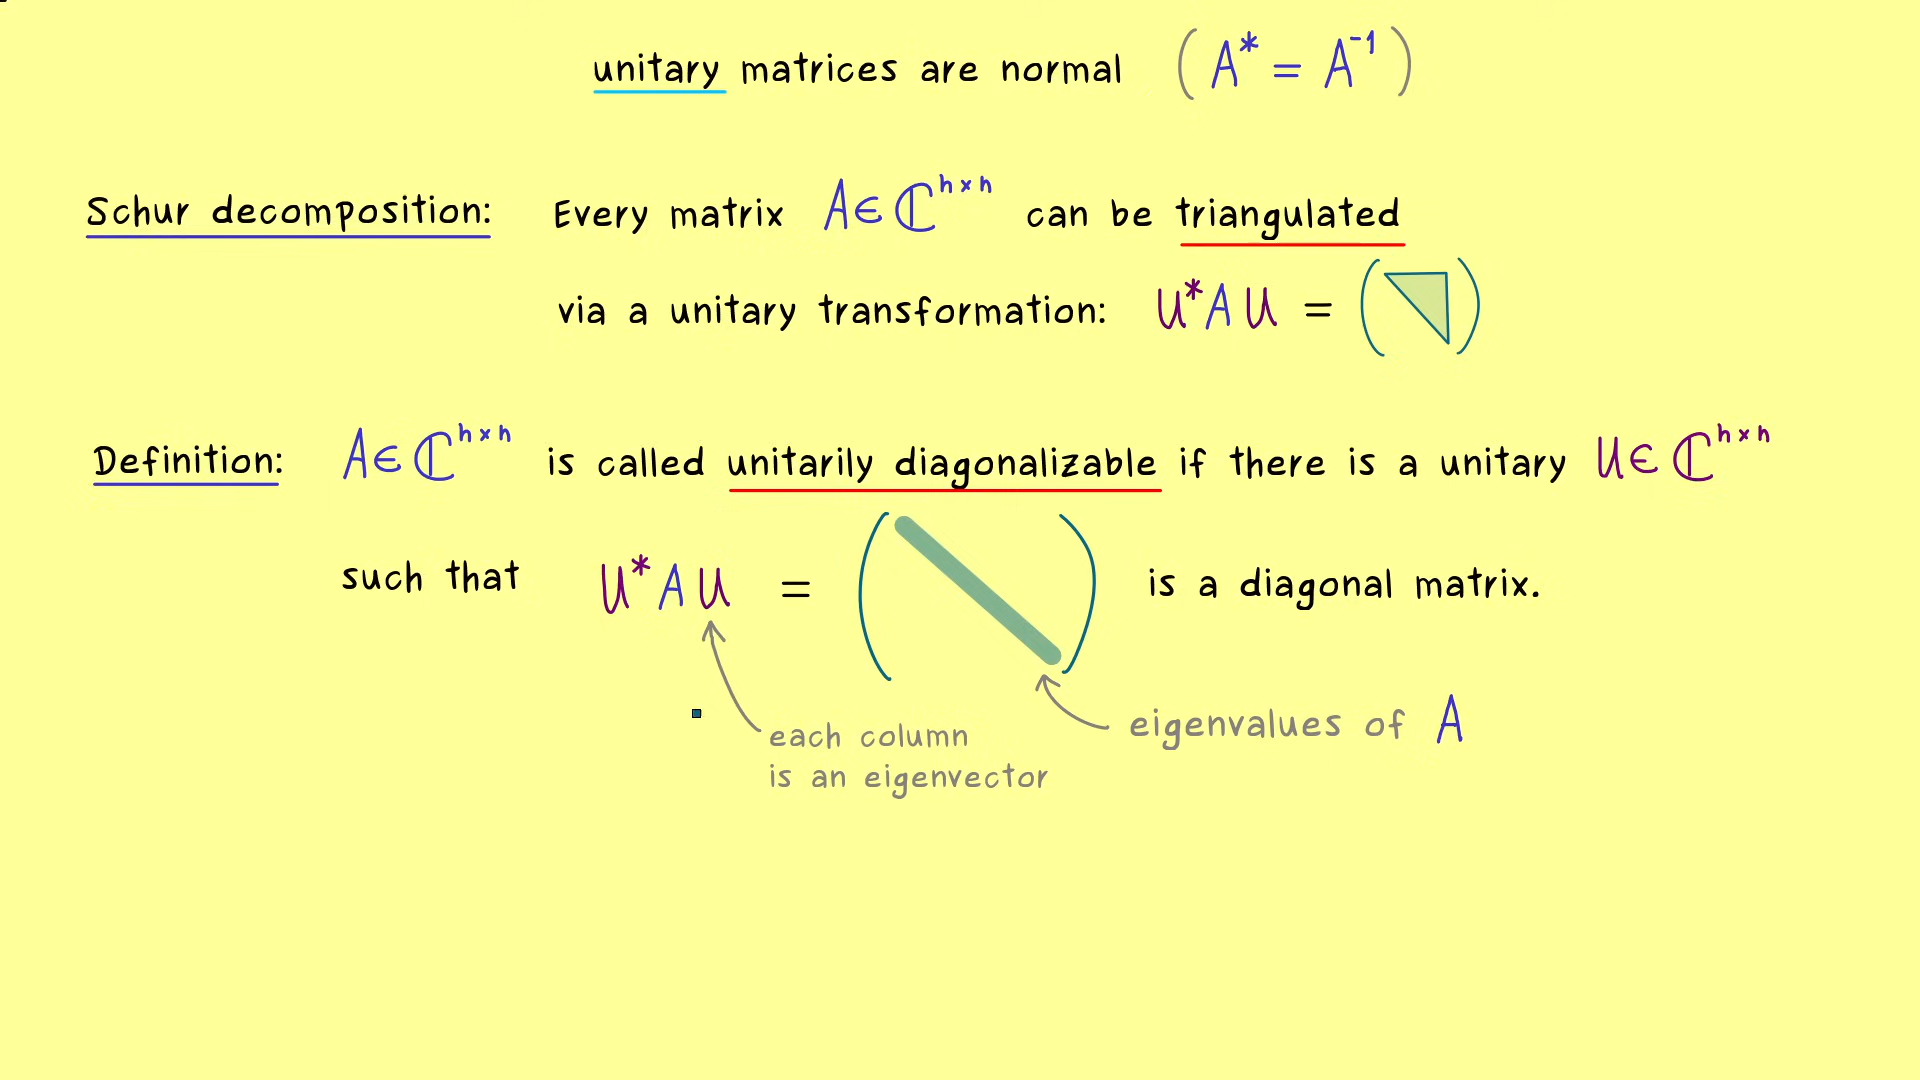 unitary matrices are normal ( A* = A⁻¹ )
Schur decomposition: Every matrix A ∈ ℂⁿˣⁿ can be triangulated
via a unitary transformation: U*AU = ( )
Definition: A ∈ ℂⁿˣⁿ is called unitarily diagonalizable if there is a unitary U ∈ ℂⁿˣⁿ
such that U*AU = ( ) is a diagonal matrix.
eigenvalues of A
each column
is an eigenvector